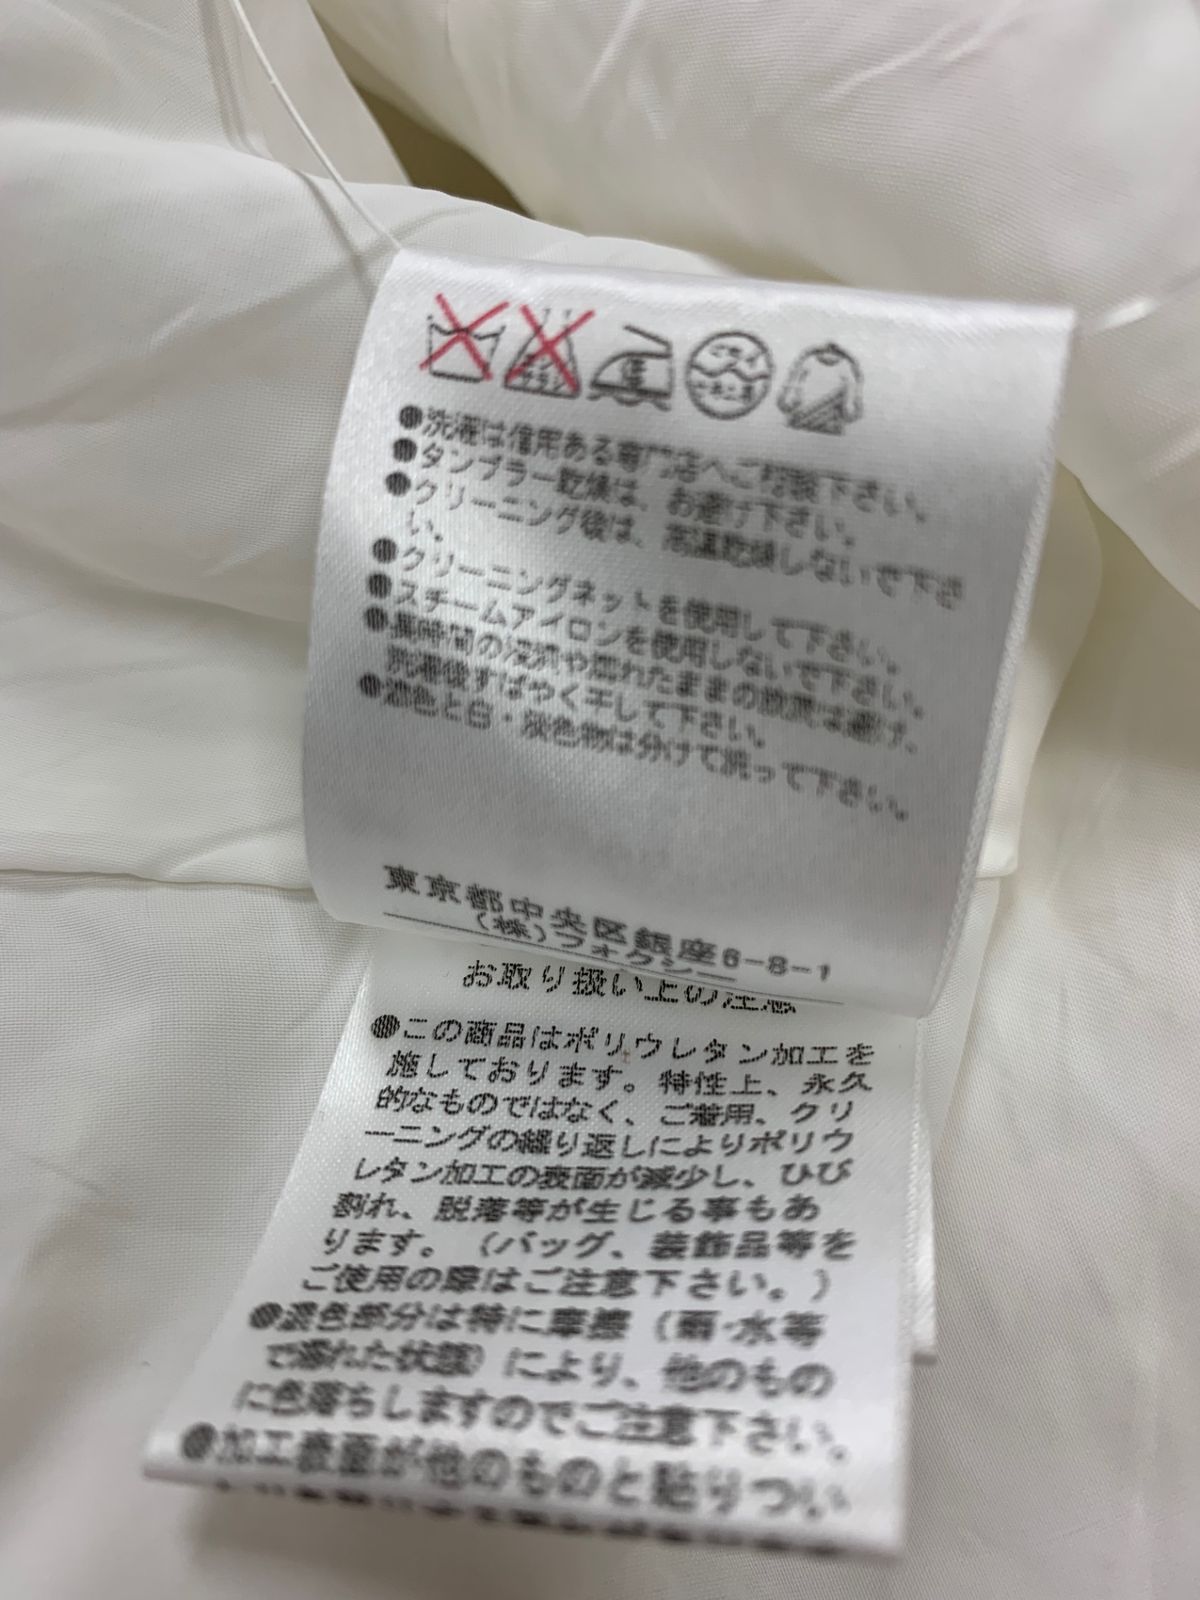 ●洗濯は信用ある専門店へご相談下さい。
●タンブラー乾燥は、お避け下さい。
●クリーニング後は、高温乾燥しないで下さ
い。
●クリーニングネットを使用して下さい。
●スチームアイロンを使用しないで下さい。
●長時間の浸漬や濡れたままの放置は避け、
洗濯後すばやく干して下さい。
●濃色と白・淡色物は分けて洗って下さい。
東京都中央区銀座6-8-1
(株)フォクシー
お取り扱い上の注意
●この商品はポリウレタン加工を
施しております。特性上、永久
的なものではなく、ご着用、クリ
ーニングの繰り返しによりポリウ
レタン加工の表面が減少し、ひび
割れ、脱落等が生じる事もあ
ります。(バッグ、装飾品等を
ご使用の際はご注意下さい。)
●濃色部分は特に摩擦(雨・水等
で濡れた状態)により、他のもの
に色落ちしますのでご注意下さい。
●加工表面が他のものと貼りつい